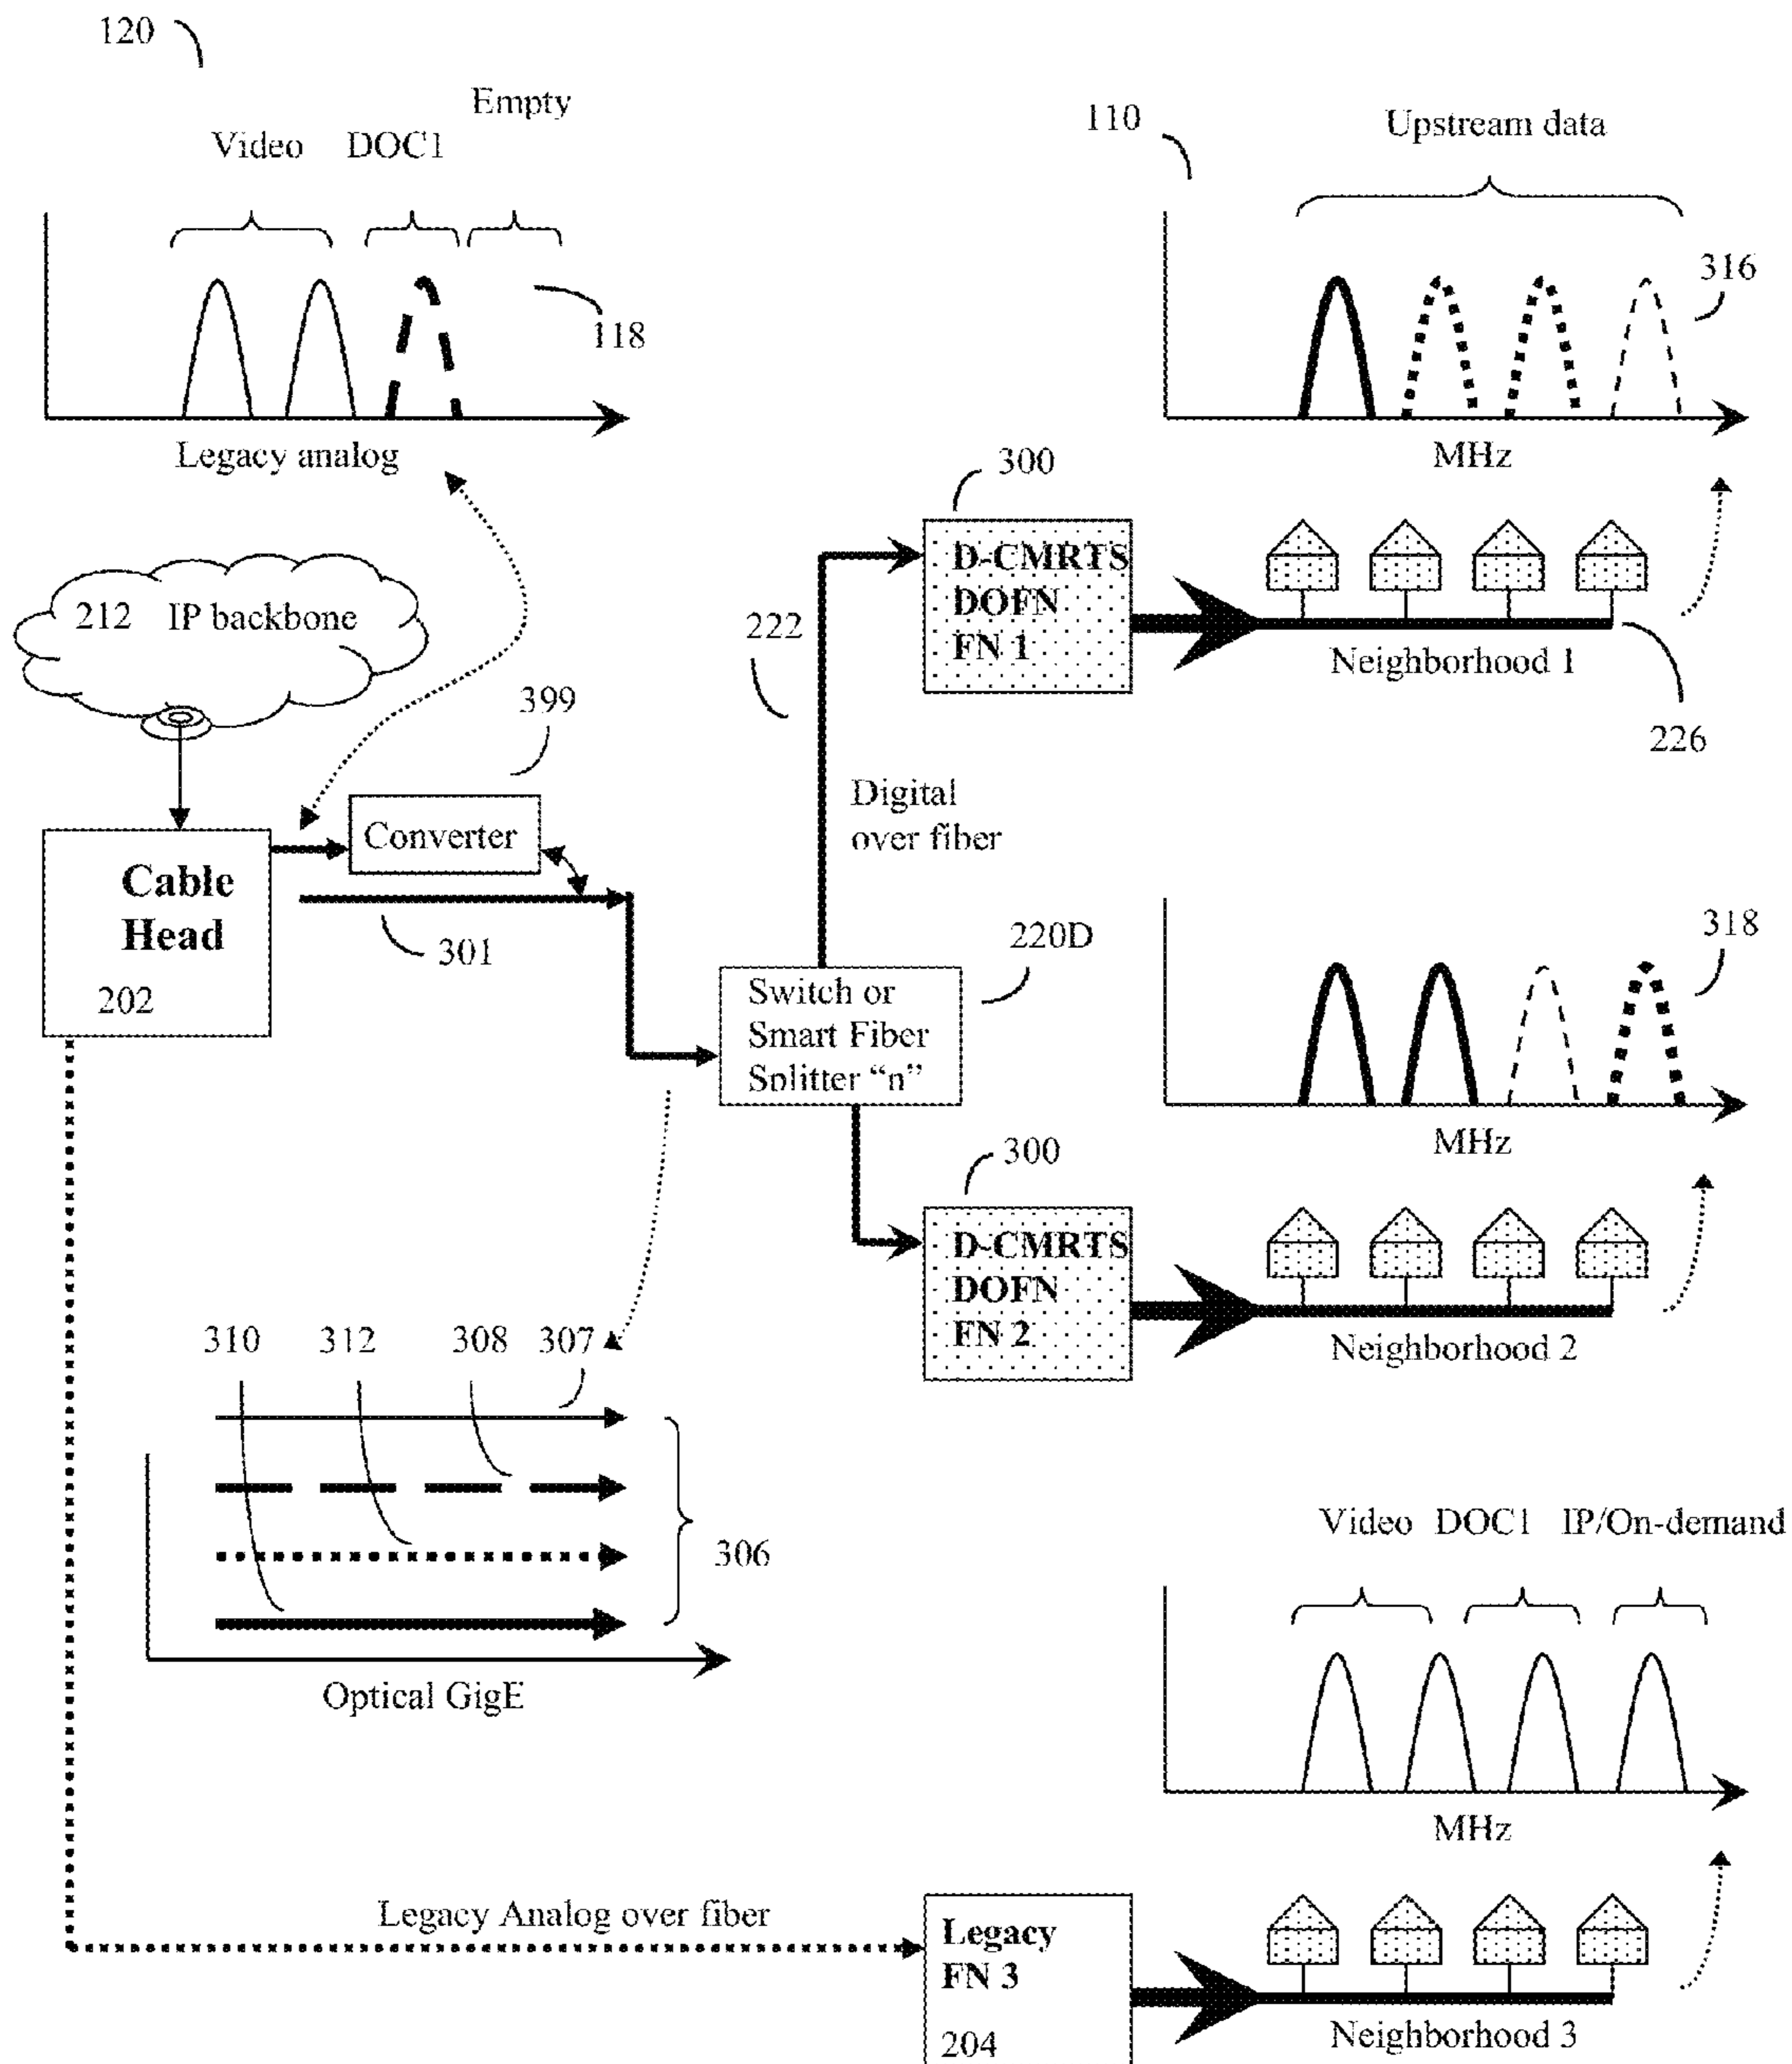 120
Empty
Video DOC1
118
Legacy analog
110
Upstream data
316
MHz
212 IP backbone
399
Converter
Cable
Head
202
301
222
300
D-CMRTS
DOFN
FN 1
Neighborhood 1
226
Digital
over fiber
220D
Switch or
Smart Fiber
Splitter “n”
318
MHz
300
D-CMRTS
DOFN
FN 2
Neighborhood 2
310 312 308 307
306
Optical GigE
Video DOC1 IP/On-demand
MHz
Legacy Analog over fiber
Legacy
FN 3
204
Neighborhood 3